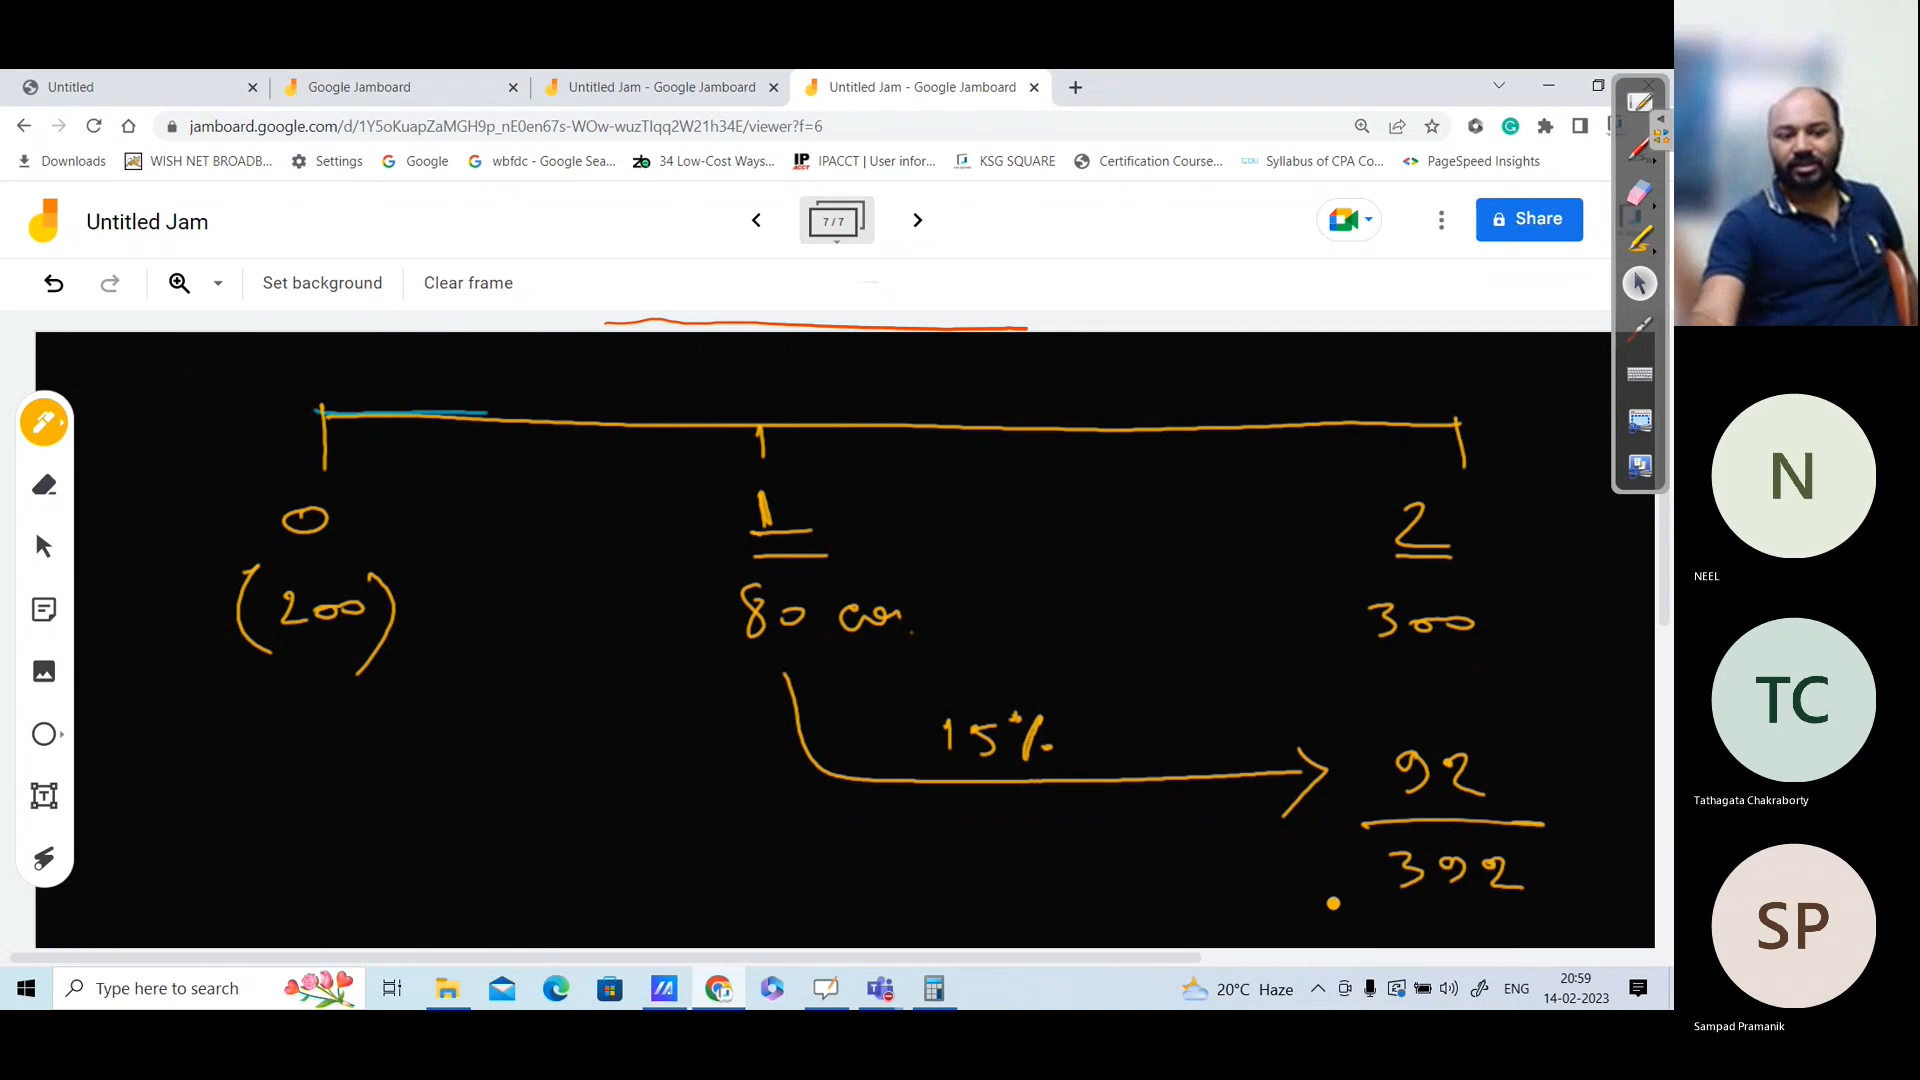 Untitled
Google Jamboard
Untitled Jam - Google Jamboard
Untitled Jam - Google Jamboard
jamboard.google.com/d/1Y5oKuapZaMGH9p_nE0en67s-WOw-wuzTIqq2W21h34E/viewer?f=6
Downloads
WISH NET BROADB...
Settings
Google
wbfdc - Google Sea...
34 Low-Cost Ways...
IPACCT | User infor...
KSG SQUARE
Certification Course...
Syllabus of CPA Co...
PageSpeed Insights
Untitled Jam
7 / 7
Share
Set background
Clear frame
0 1 2
(200) 80 300
15% 92
392
N
NEEL
TC
Tathagata Chakraborty
SP
Sampad Pramanik
Type here to search
20°C Haze
ENG
20:59
14-02-2023